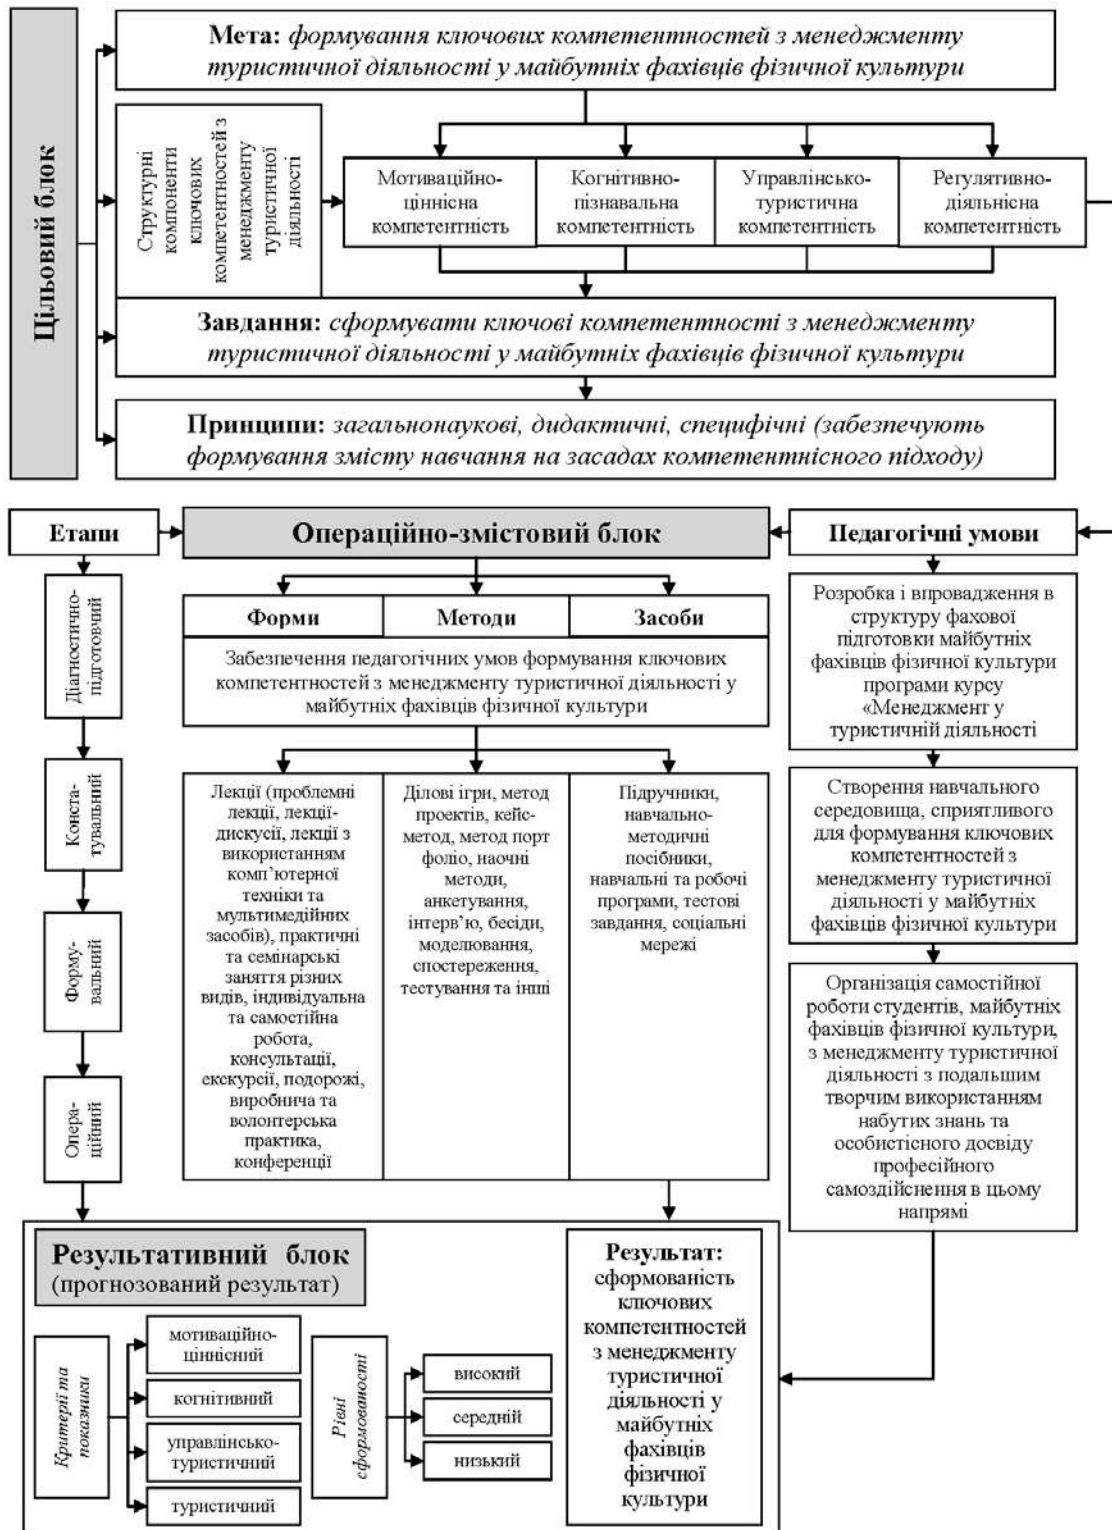 Цільовий блок
Мета: формування ключових компетентностей з менеджменту
туристичної діяльності у майбутніх фахівців фізичної культури
Структурні
компоненти
ключових
компетентностей з
менеджменту
туристичної
діяльності
Мотиваційно-
ціннісна
компетентність
Когнітивно-
пізнавальна
компетентність
Управлінсько-
туристична
компетентність
Регулятивно-
діяльнісна
компетентність
Завдання: сформувати ключові компетентності з менеджменту
туристичної діяльності у майбутніх фахівців фізичної культури
Принципи: загальнонаукові, дидактичні, специфічні (забезпечують
формування змісту навчання на засадах компетентнісного підходу)
Етапи
Діагностично-
підготовчий
Конста-
тувальний
Форму-
вальний
Опера-
ційний
Операційно-змістовий блок
Форми
Методи
Засоби
Забезпечення педагогічних умов формування ключових
компетентностей з менеджменту туристичної діяльності у
майбутніх фахівців фізичної культури
Лекції (проблемні
лекції, лекції-
дискусії, лекції з
використанням
комп’ютерної
техніки та
мультимедійних
засобів), практичні
та семінарські
заняття різних
видів, індивідуальна
та самостійна
робота,
консультації,
екскурсії, подорожі,
виробнича та
волонтерська
практика,
конференції
Ділові ігри, метод
проектів, кейс-
метод, метод порт
фоліо, наочні
методи,
анкетування,
інтерв’ю, бесіди,
моделювання,
спостереження,
тестування та інші
Підручники,
навчально-
методичні
посібники,
навчальні та робочі
програми, тестові
завдання, соціальні
мережі
Педагогічні умови
Розробка і впровадження в
структуру фахової
підготовки майбутніх
фахівців фізичної культури
програми курсу
«Менеджмент у
туристичній діяльності
Створення навчального
середовища, сприятливого
для формування ключових
компетентностей з
менеджменту туристичної
діяльності у майбутніх
фахівців фізичної культури
Організація самостійної
роботи студентів, майбутніх
фахівців фізичної культури,
з менеджменту туристичної
діяльності з подальшим
творчим використанням
набутих знань та
особистісного досвіду
професійного
самоздійснення в цьому
напрямі
Результативний блок
(прогнозований результат)
Критерії та
показники
мотиваційно-
ціннісний
когнітивний
управлінсько-
туристичний
туристичний
Рівні
сформованості
високий
середній
низький
Результат:
сформованість
ключових
компетентностей
з менеджменту
туристичної
діяльності у
майбутніх
фахівців
фізичної
культури